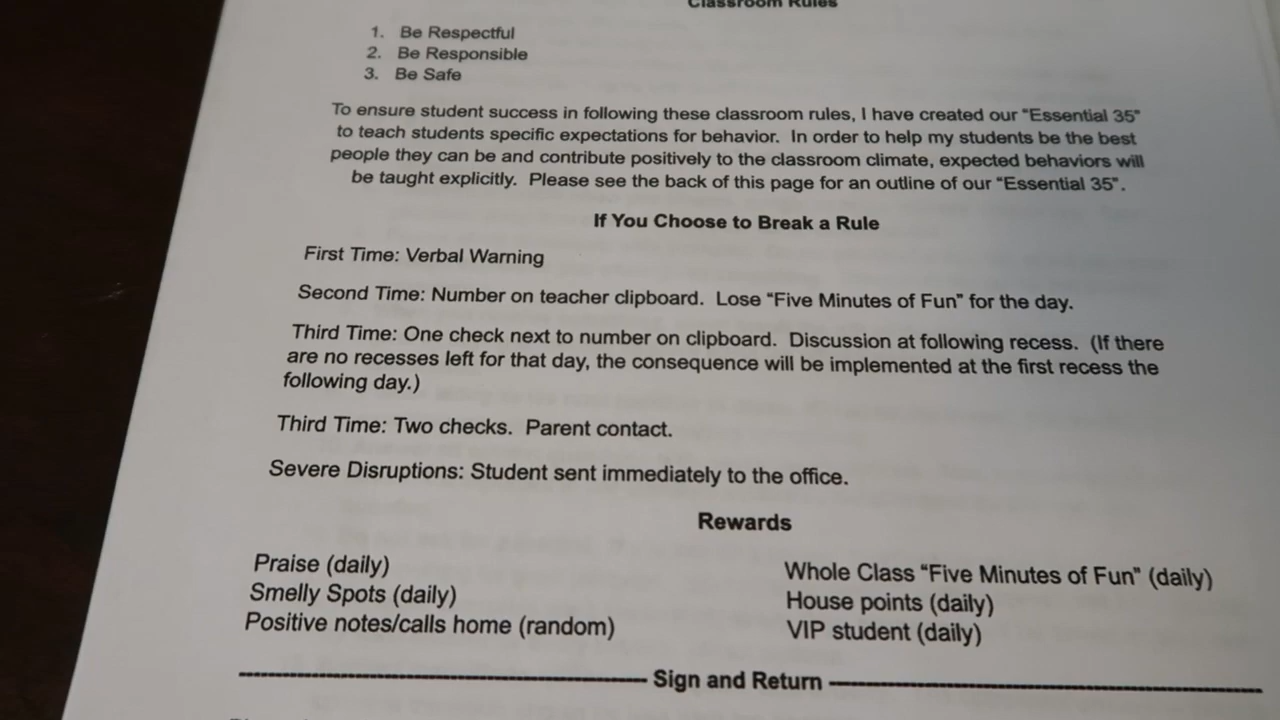 Classroom Rules
1. Be Respectful
2. Be Responsible
3. Be Safe
To ensure student success in following these classroom rules, I have created our "Essential 35"
to teach students specific expectations for behavior. In order to help my students be the best
people they can be and contribute positively to the classroom climate, expected behaviors will
be taught explicitly. Please see the back of this page for an outline of our "Essential 35".
If You Choose to Break a Rule
First Time: Verbal Warning
Second Time: Number on teacher clipboard. Lose "Five Minutes of Fun" for the day.
Third Time: One check next to number on clipboard. Discussion at following recess. (If there
are no recesses left for that day, the consequence will be implemented at the first recess the
following day.)
Third Time: Two checks. Parent contact.
Severe Disruptions: Student sent immediately to the office.
Rewards
Praise (daily)
Smelly Spots (daily)
Positive notes/calls home (random)
Whole Class "Five Minutes of Fun" (daily)
House points (daily)
VIP student (daily)
Sign and Return